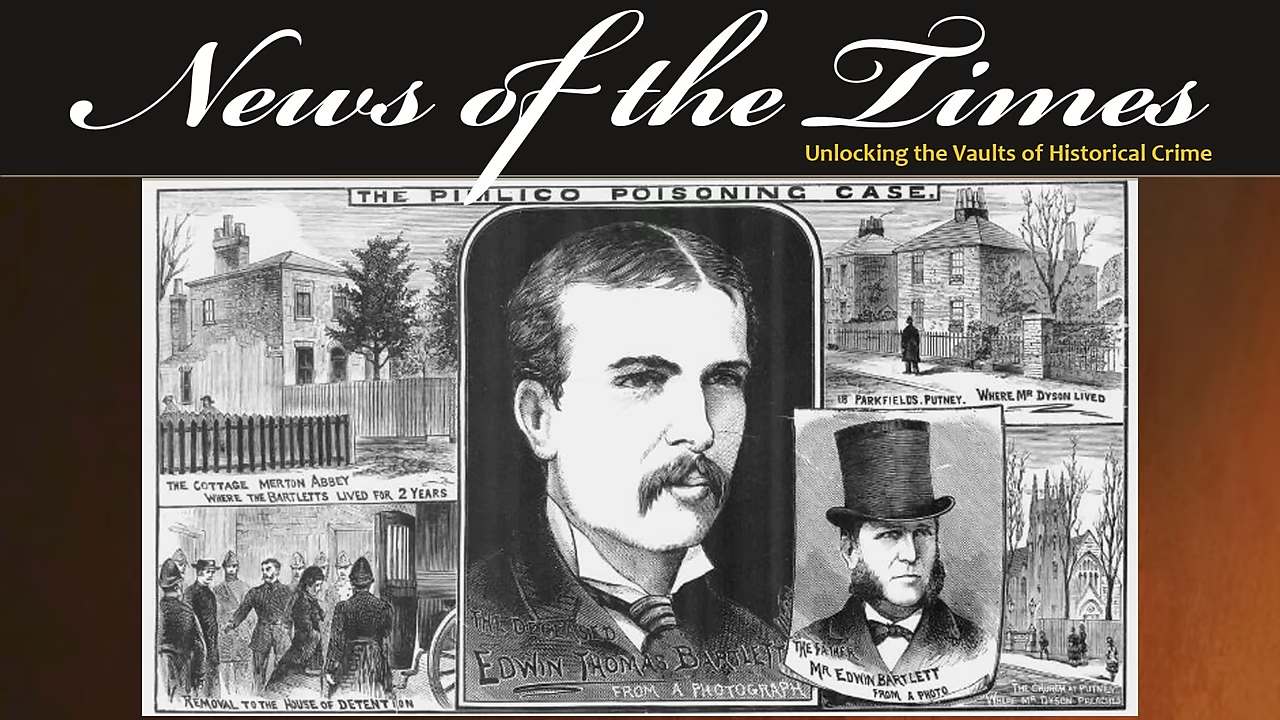 News of the Times
Unlocking the Vaults of Historical Crime
THE PIMLICO POISONING CASE.
THE COTTAGE MERTON ABBEY
WHERE THE BARTLETTS LIVED FOR 2 YEARS
REMOVAL TO THE HOUSE OF DETENTION
THE DECEASED
EDWIN THOMAS BARTLETT
FROM A PHOTOGRAPH
18 PARKFIELDS. PUTNEY. WHERE MR DYSON LIVED
THE FATHER
MR EDWIN BARTLETT
FROM A PHOTO
THE CHURCH AT PUTNEY
WHERE MR DYSON PREACHED